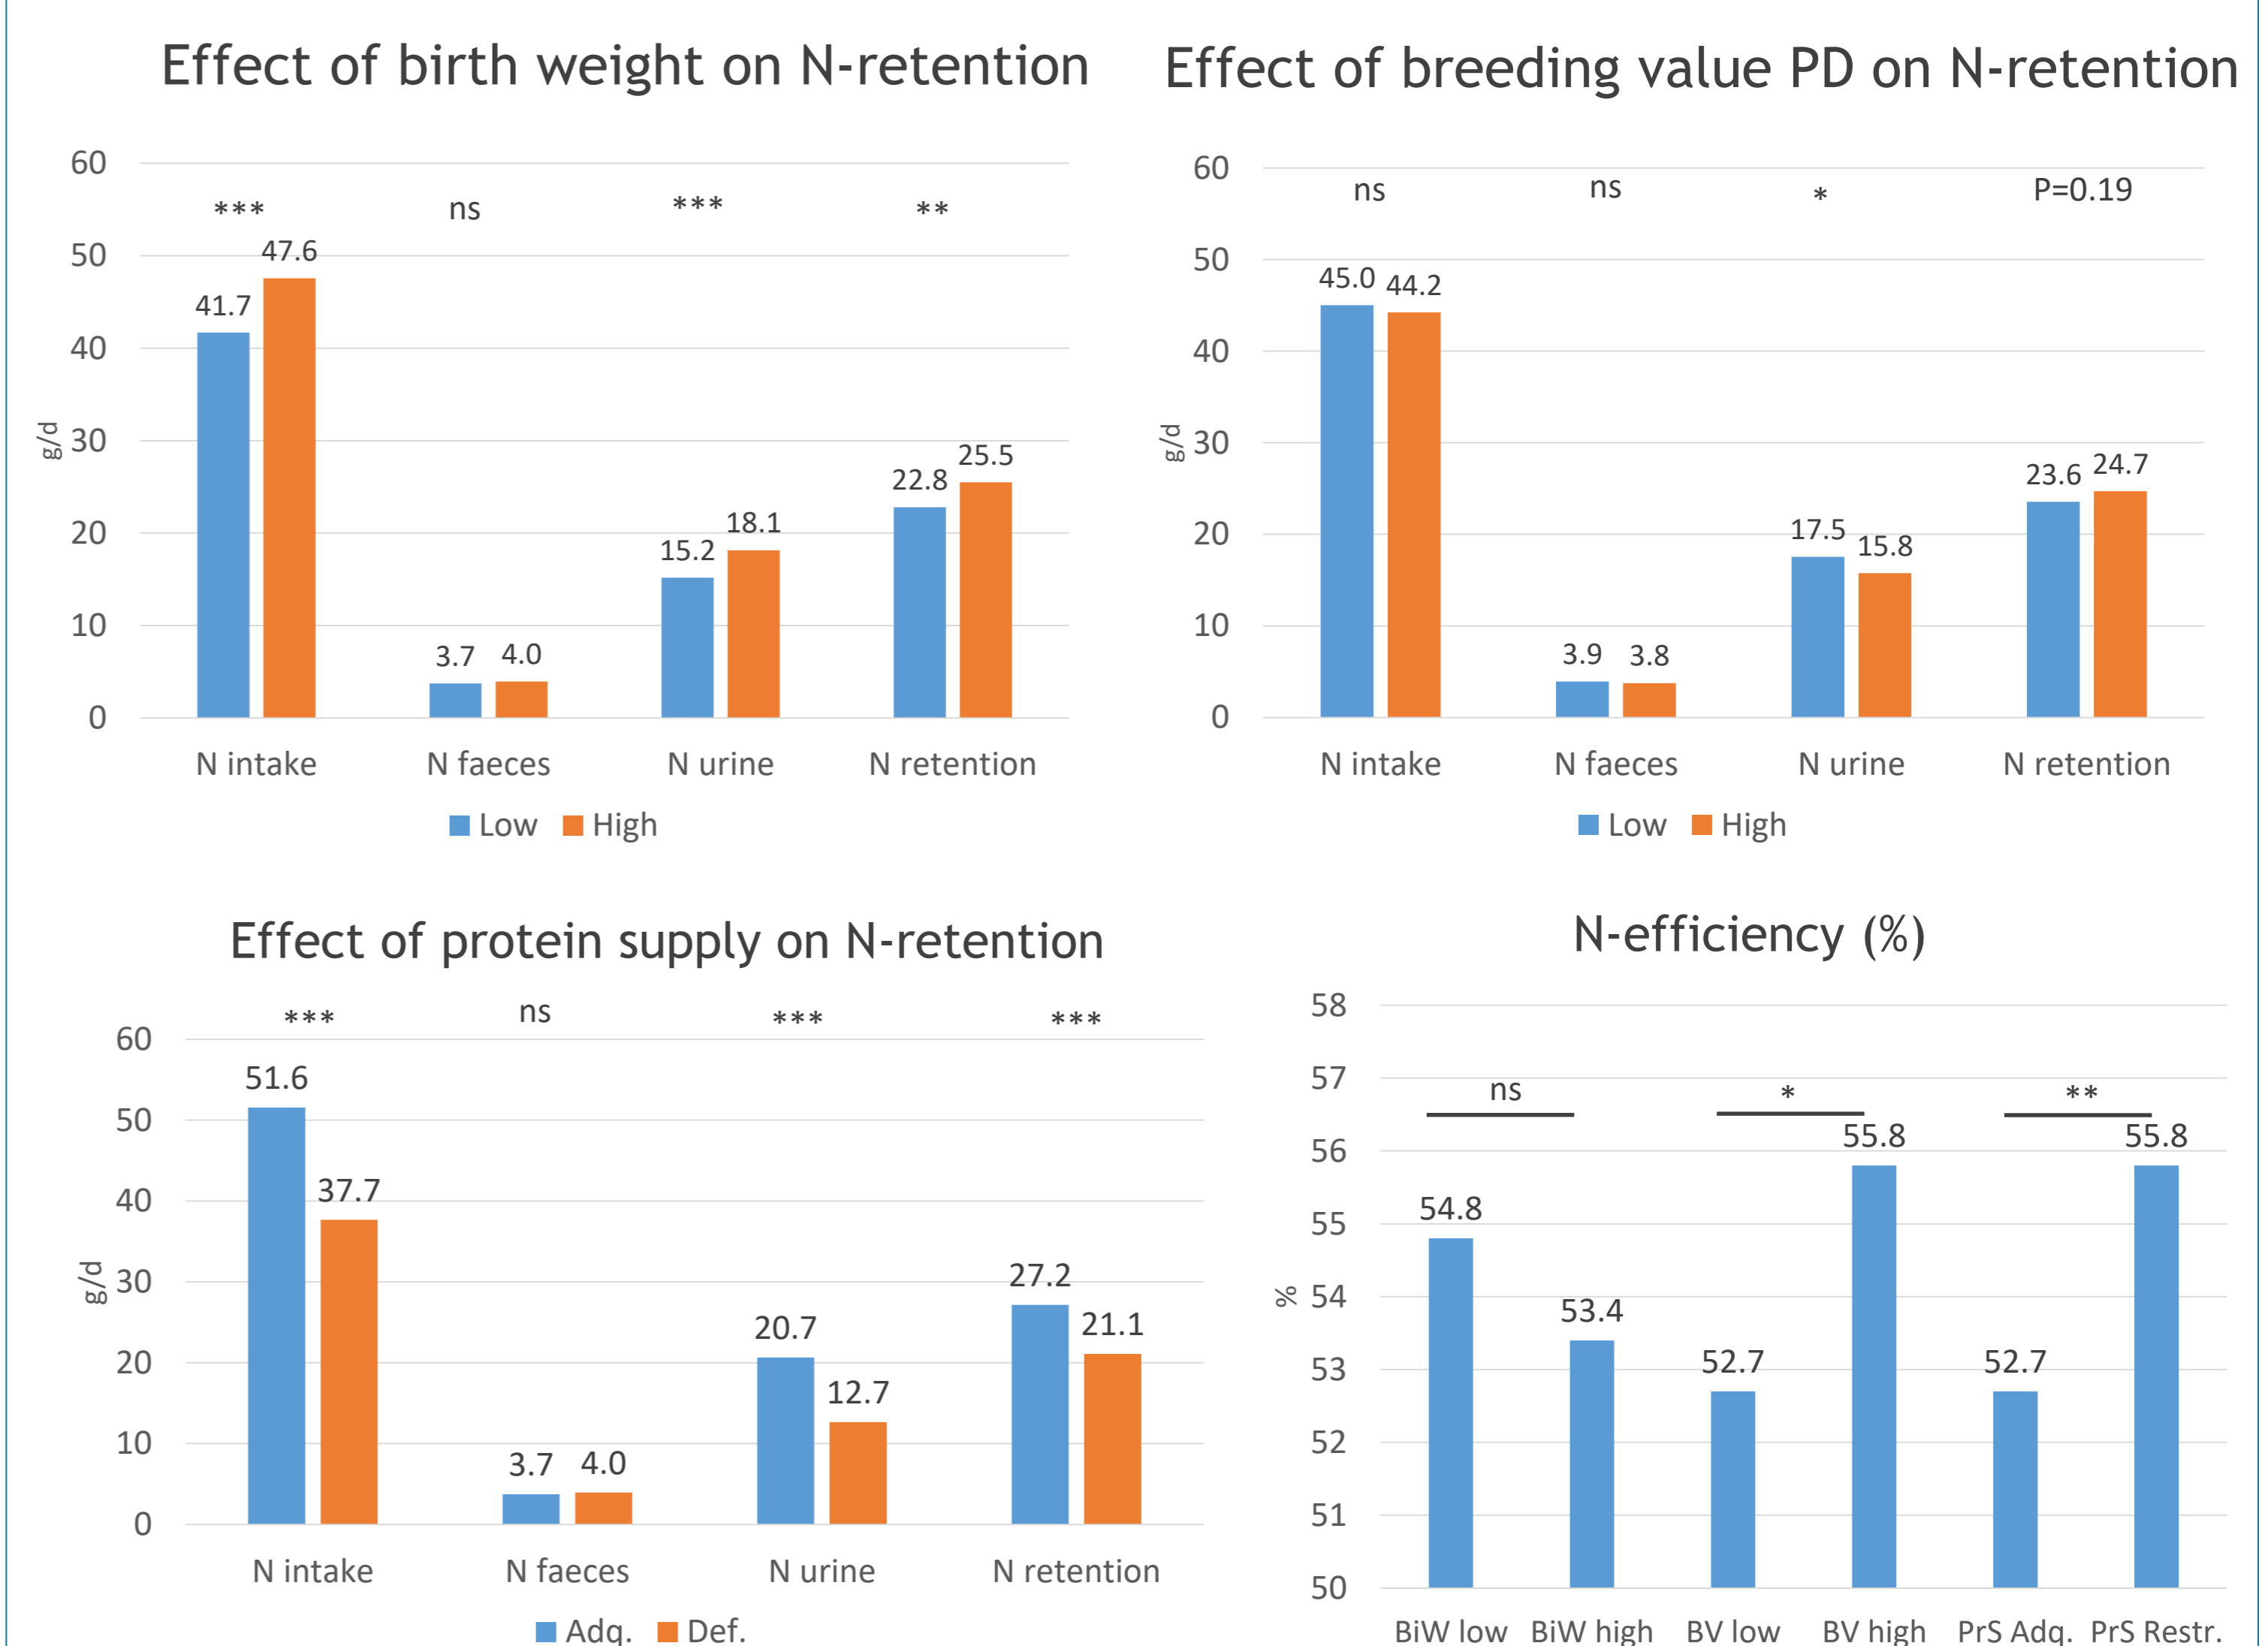 Effect of birth weight on N-retention
60
50
40
30
20
10
0
g/d
*** ns *** **
41.7 47.6
3.7 4.0
15.2 18.1
22.8 25.5
N intake N faeces N urine N retention
Low High
Effect of breeding value PD on N-retention
60
50
40
30
20
10
0
g/d
ns ns * P=0.19
45.0 44.2
3.9 3.8
17.5 15.8
23.6 24.7
N intake N faeces N urine N retention
Low High
Effect of protein supply on N-retention
60
50
40
30
20
10
0
g/d
*** ns *** ***
51.6 37.7
3.7 4.0
20.7 12.7
27.2 21.1
N intake N faeces N urine N retention
Adq. Def.
N-efficiency (%)
58
57
56
55
54
53
52
51
50
%
ns * **
54.8 53.4 52.7 55.8 52.7 55.8
BiW low BiW high BV low BV high PrS Adq. PrS Restr.